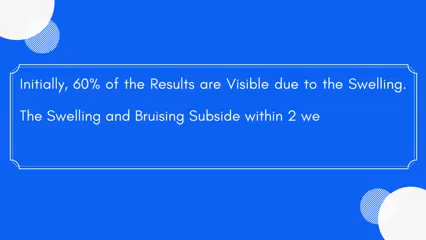 Initially, 60% of the Results are Visible due to the Swelling.
The Swelling and Bruising Subside within 2 we